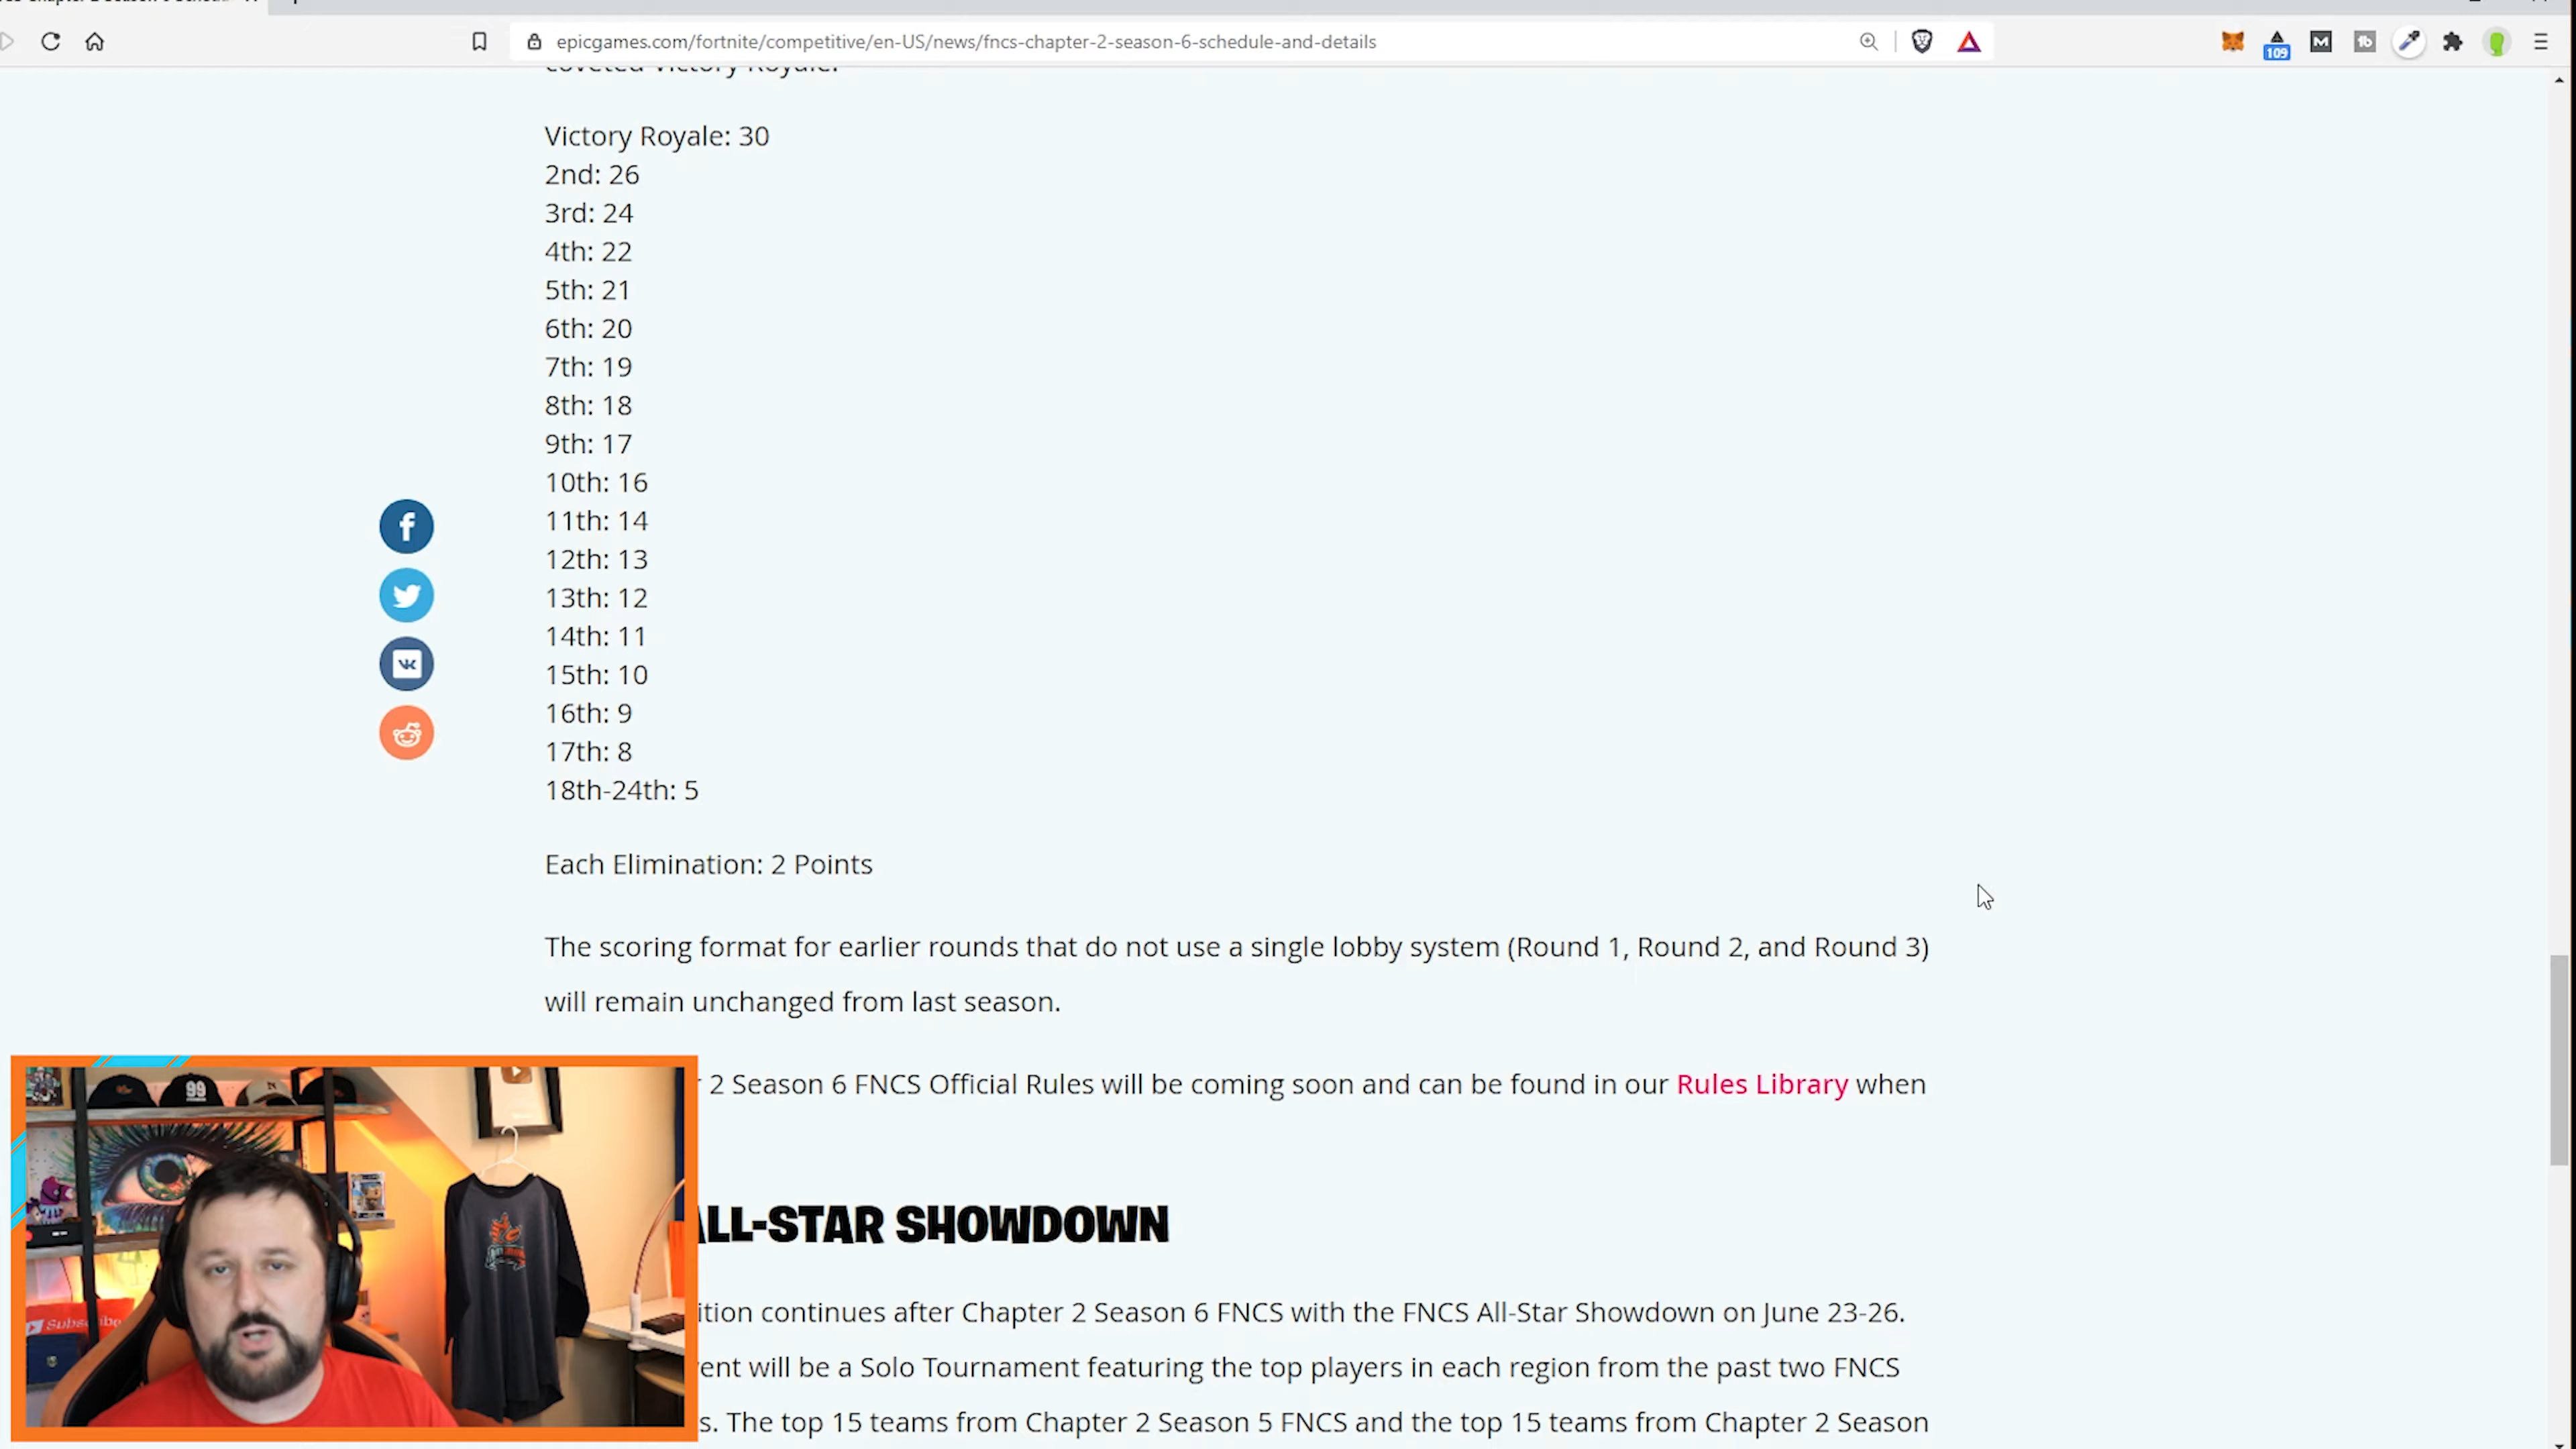 epicgames.com/fortnite/competitive/en-US/news/fncs-chapter-2-season-6-schedule-and-details
109
coveted Victory Royale.
Victory Royale: 30
2nd: 26
3rd: 24
4th: 22
5th: 21
6th: 20
7th: 19
8th: 18
9th: 17
10th: 16
11th: 14
12th: 13
13th: 12
14th: 11
15th: 10
16th: 9
17th: 8
18th-24th: 5
Each Elimination: 2 Points
The scoring format for earlier rounds that do not use a single lobby system (Round 1, Round 2, and Round 3)
will remain unchanged from last season.
2 Season 6 FNCS Official Rules will be coming soon and can be found in our Rules Library when
ALL-STAR SHOWDOWN
ition continues after Chapter 2 Season 6 FNCS with the FNCS All-Star Showdown on June 23-26.
vent will be a Solo Tournament featuring the top players in each region from the past two FNCS
s. The top 15 teams from Chapter 2 Season 5 FNCS and the top 15 teams from Chapter 2 Season
99
Subscribe